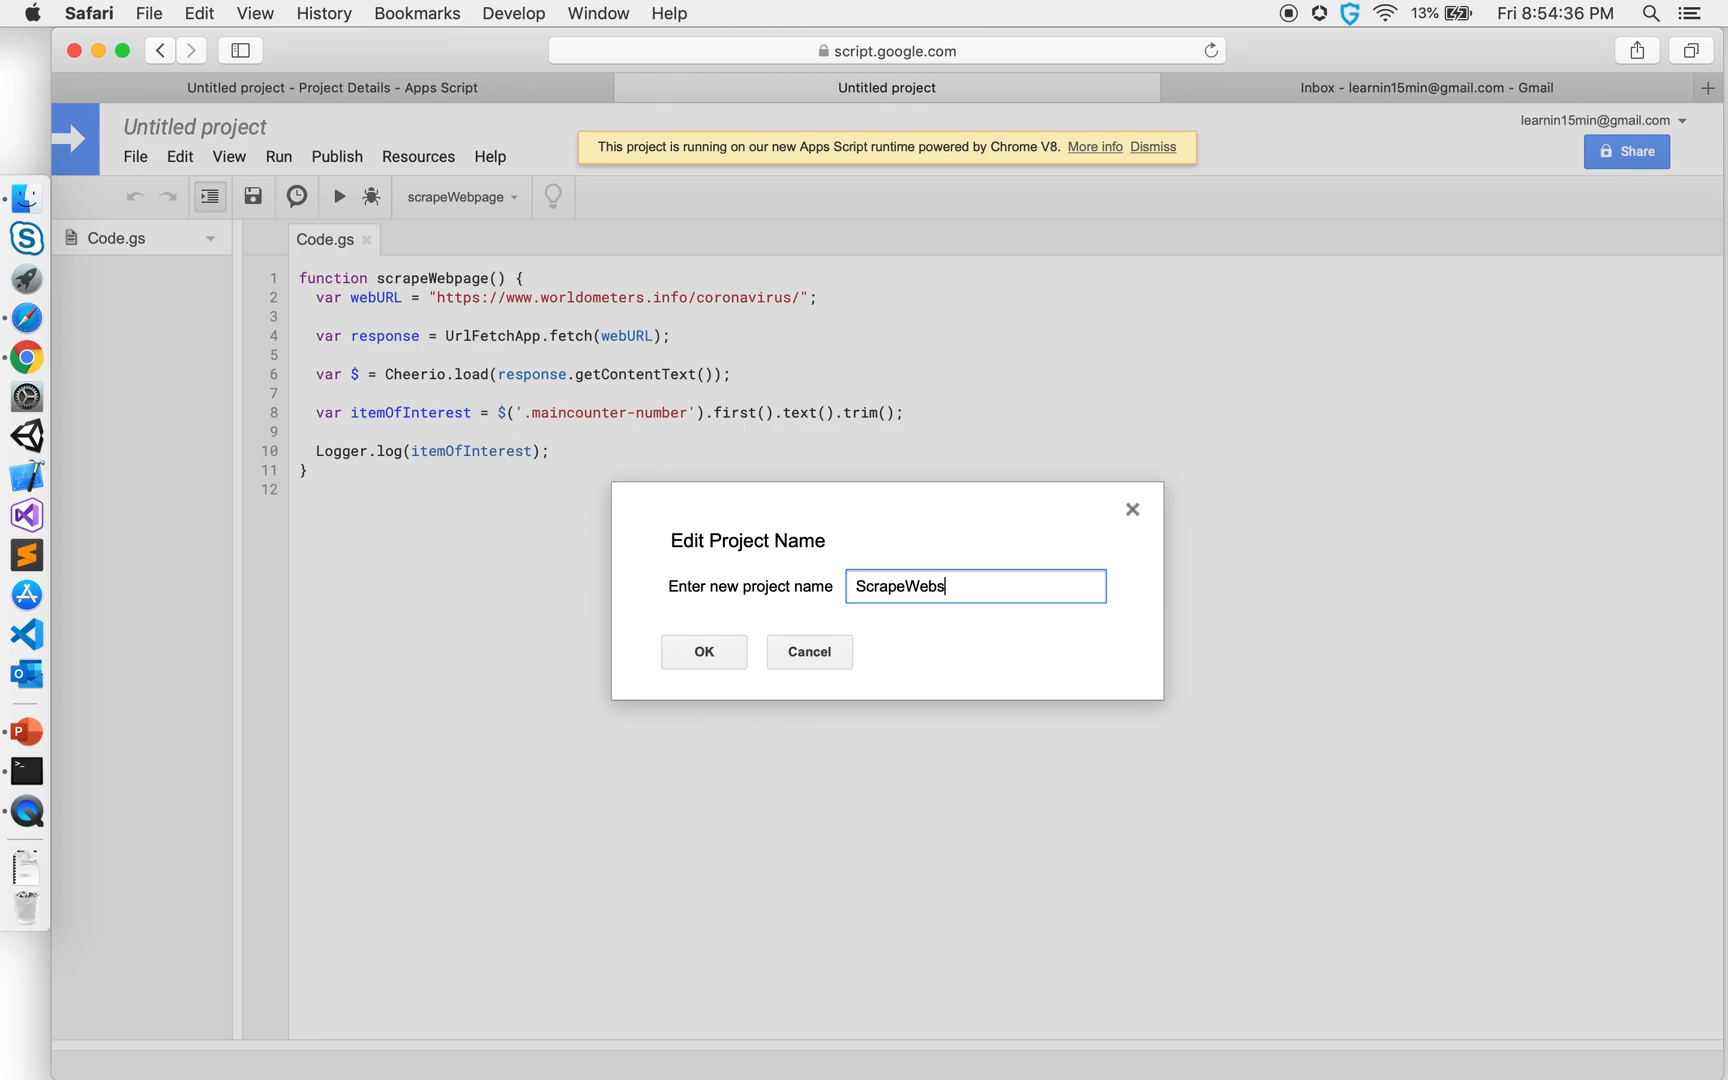 Safari File Edit View History Bookmarks Develop Window Help 13% Fri 8:54:36 PM
script.google.com
Untitled project - Project Details - Apps Script Untitled project Inbox - learnin15min@gmail.com - Gmail
Untitled project learnin15min@gmail.com
This project is running on our new Apps Script runtime powered by Chrome V8. More info Dismiss
File Edit View Run Publish Resources Help Share
scrapeWebpage
Code.gs Code.gs
1 function scrapeWebpage() {
2 var webURL = "https://www.worldometers.info/coronavirus/";
3
4 var response = UrlFetchApp.fetch(webURL);
5
6 var $ = Cheerio.load(response.getContentText());
7
8 var itemOfInterest = $('.maincounter-number').first().text().trim();
9
10 Logger.log(itemOfInterest);
11 }
12
Edit Project Name
Enter new project name ScrapeWebs
OK Cancel